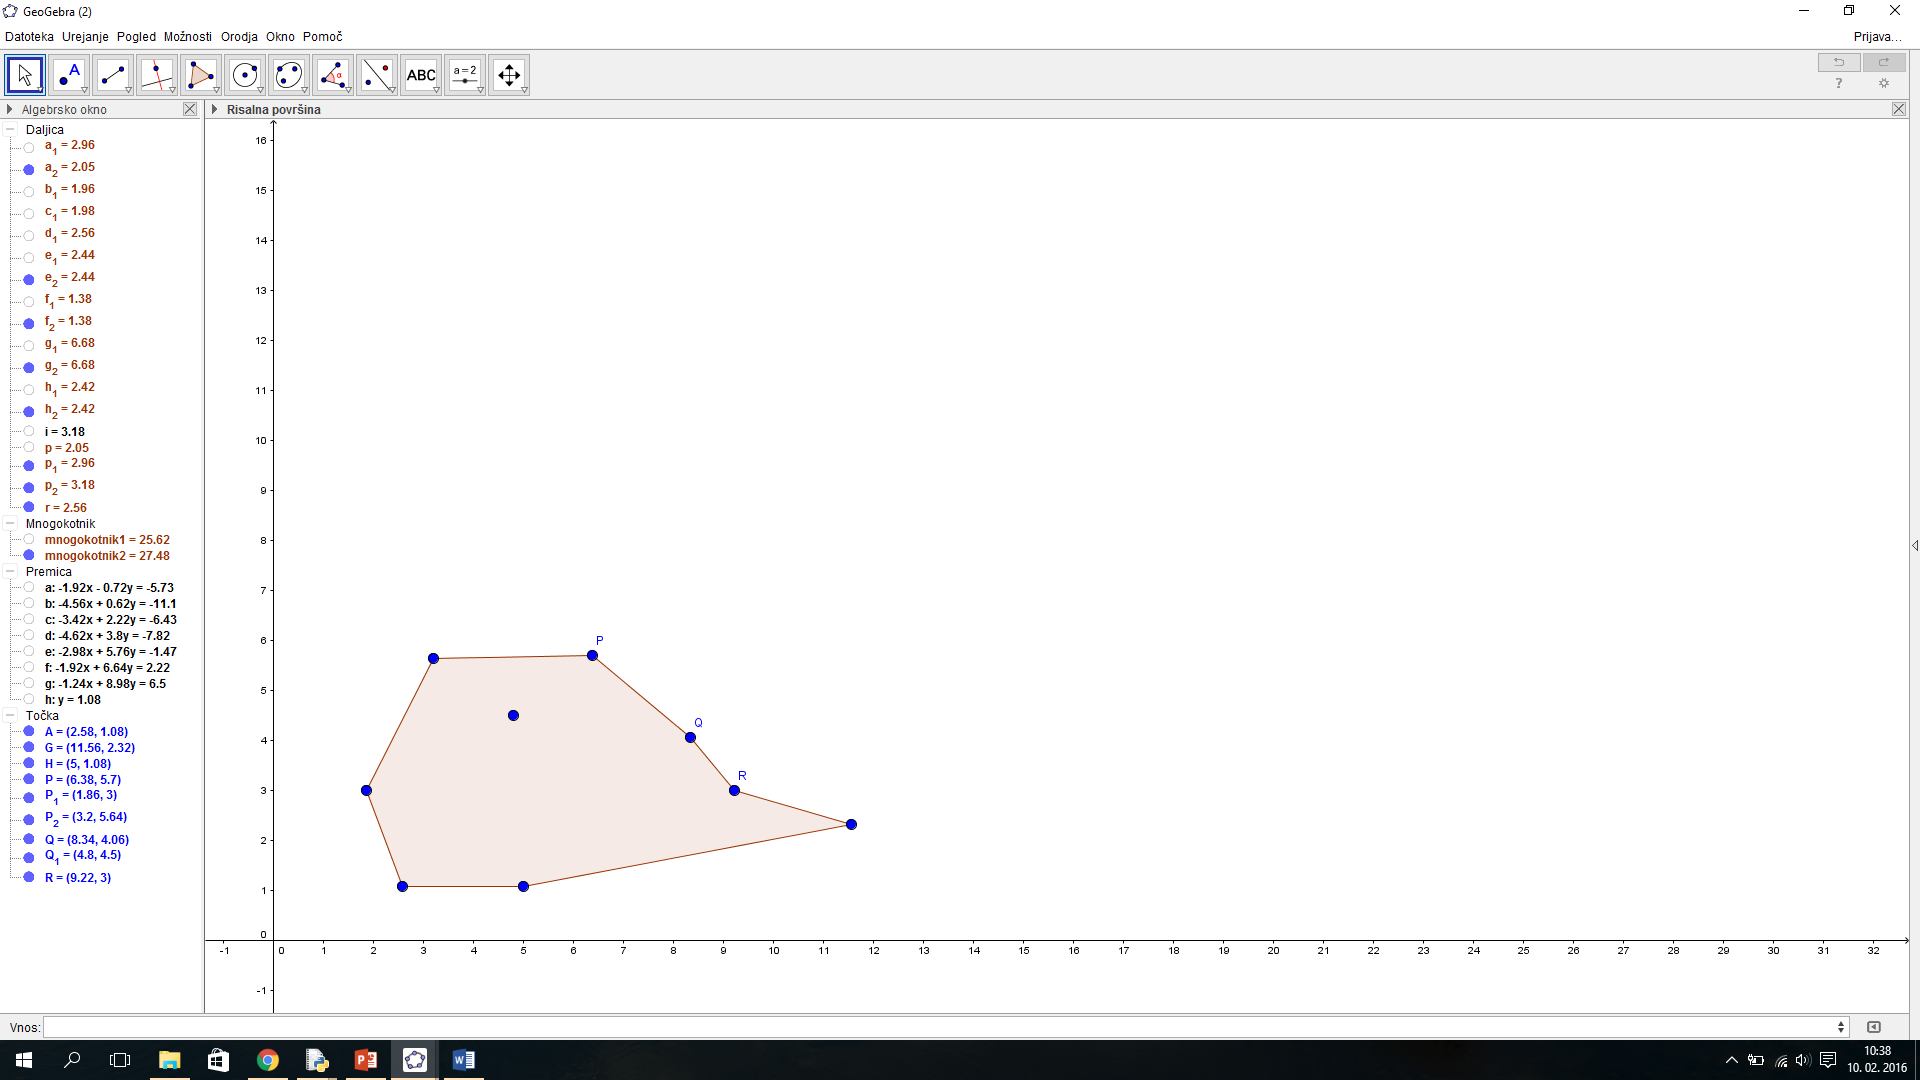 GeoGebra (2)
Datoteka Urejanje Pogled Možnosti Orodja Okno Pomoč
Prijava...
A
α
ABC
a=2
?
Algebrsko okno
Risalna površina
Daljica
a1 = 2.96
a2 = 2.05
b1 = 1.96
c1 = 1.98
d1 = 2.56
e1 = 2.44
e2 = 2.44
f1 = 1.38
f2 = 1.38
g1 = 6.68
g2 = 6.68
h1 = 2.42
h2 = 2.42
i = 3.18
p = 2.05
p1 = 2.96
p2 = 3.18
r = 2.56
Mnogokotnik
mnogokotnik1 = 25.62
mnogokotnik2 = 27.48
Premica
a: -1.92x - 0.72y = -5.73
b: -4.56x + 0.62y = -11.1
c: -3.42x + 2.22y = -6.43
d: -4.62x + 3.8y = -7.82
e: -2.98x + 5.76y = -1.47
f: -1.92x + 6.64y = 2.22
g: -1.24x + 8.98y = 6.5
h: y = 1.08
Točka
A = (2.58, 1.08)
G = (11.56, 2.32)
H = (5, 1.08)
P = (6.38, 5.7)
P1 = (1.86, 3)
P2 = (3.2, 5.64)
Q = (8.34, 4.06)
Q1 = (4.8, 4.5)
R = (9.22, 3)
16
15
14
13
12
11
10
9
8
7
6
5
4
3
2
1
0
-1
P
Q
R
-1 0 1 2 3 4 5 6 7 8 9 10 11 12 13 14 15 16 17 18 19 20 21 22 23 24 25 26 27 28 29 30 31 32
Vnos:
10:38
10. 02. 2016